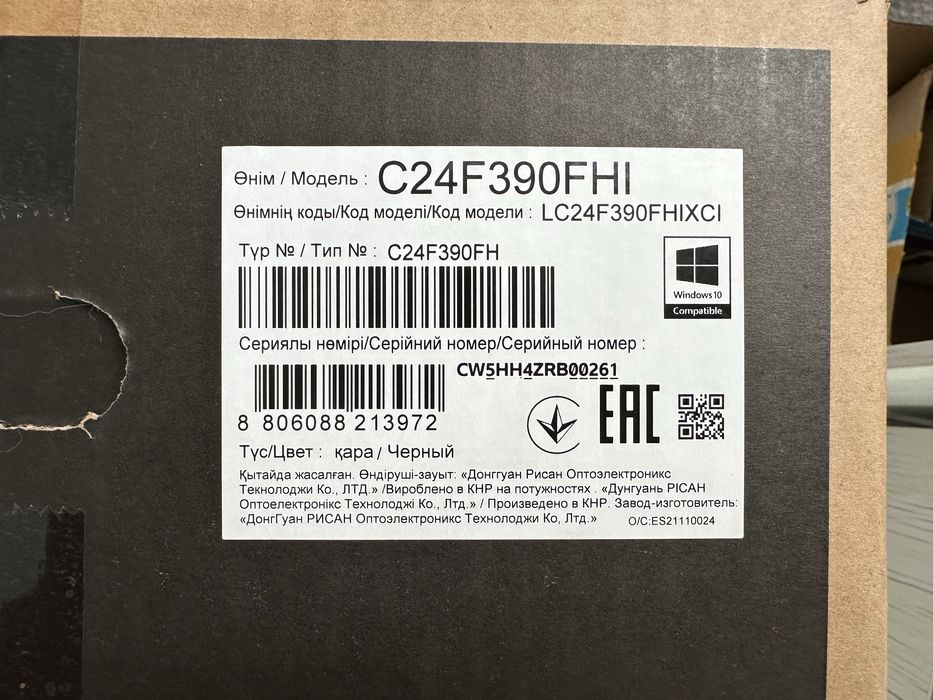 Өнім / Модель : C24F390FHI
Өнімнің коды/Код моделі/Код модели : LC24F390FHIXCI
Түр № / Тип № : C24F390FH
Windows 10
Compatible
Сериялы нөмірі/Серійний номер/Серийный номер :
CW5HH4ZRB00261
8 806088 213972
EAC
Түс/Цвет : қара / Черный
Қытайда жасалған. Өндіруші-зауыт: «Донггуан Рисан Оптоэлектроникс
Текнолоджи Ко., ЛТД.» /Вироблено в КНР на потужностях . «Дунгуань РІСАН
Оптоелектронікс Технолоджі Ко., Лтд.» / Произведено в КНР. Завод-изготовитель:
«ДонгГуан РИСАН Оптоэлектроникс Технолоджи Ко, Лтд.» O/C:ES21110024